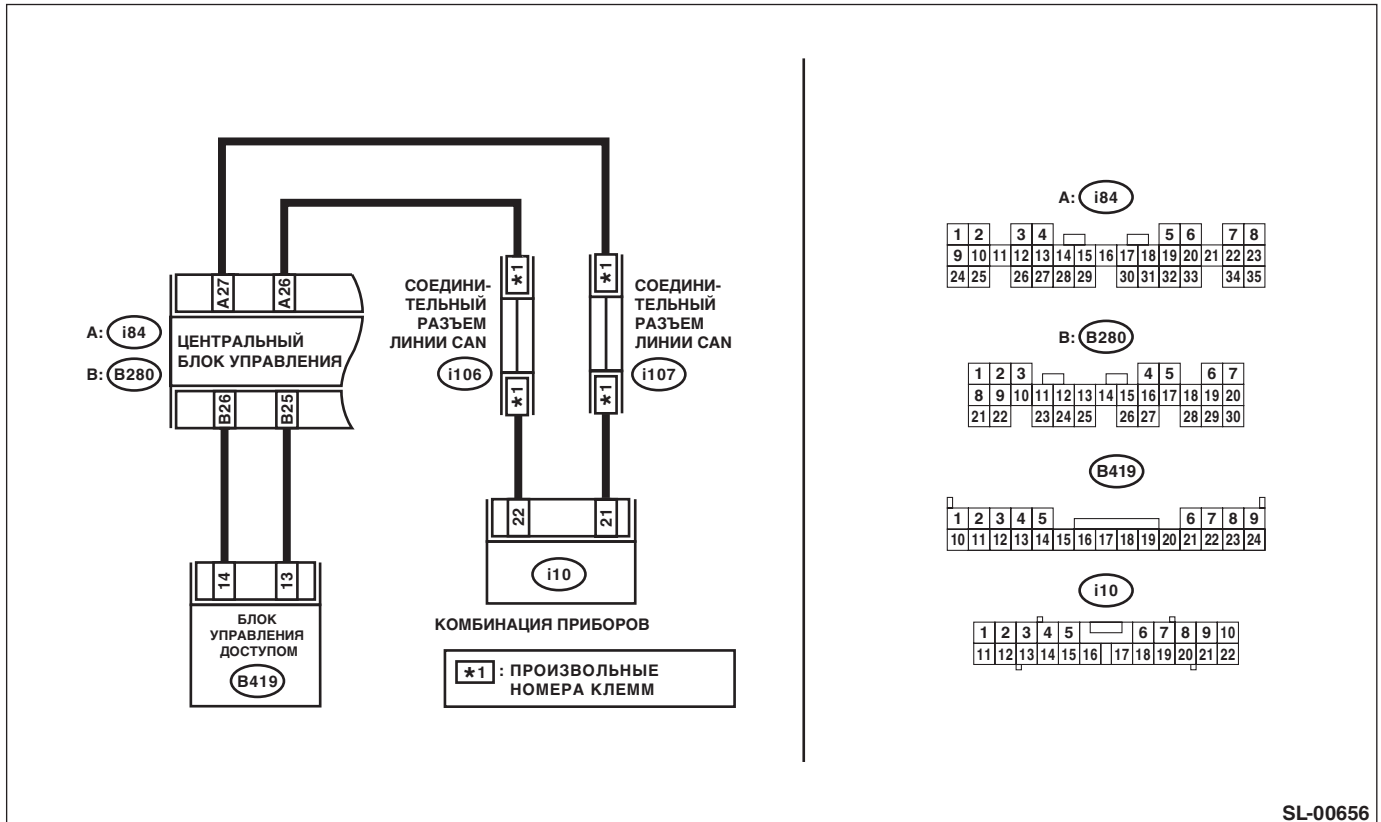 A27
A26
A: i84
B: B280
ЦЕНТРАЛЬНЫЙ
БЛОК УПРАВЛЕНИЯ
B26
B25
14
13
БЛОК
УПРАВЛЕНИЯ
ДОСТУПОМ
B419
*1
*1
СОЕДИНИ-
ТЕЛЬНЫЙ
РАЗЪЕМ
ЛИНИИ CAN
i106
СОЕДИНИ-
ТЕЛЬНЫЙ
РАЗЪЕМ
ЛИНИИ CAN
i107
*1
*1
22
21
i10
КОМБИНАЦИЯ ПРИБОРОВ
*1 : ПРОИЗВОЛЬНЫЕ
НОМЕРА КЛЕММ
A: i84
1 2 3 4 5 6 7 8
9 10 11 12 13 14 15 16 17 18 19 20 21 22 23
24 25 26 27 28 29 30 31 32 33 34 35
B: B280
1 2 3 4 5 6 7
8 9 10 11 12 13 14 15 16 17 18 19 20
21 22 23 24 25 26 27 28 29 30
B419
1 2 3 4 5 6 7 8 9
10 11 12 13 14 15 16 17 18 19 20 21 22 23 24
i10
1 2 3 4 5 6 7 8 9 10
11 12 13 14 15 16 17 18 19 20 21 22
SL-00656